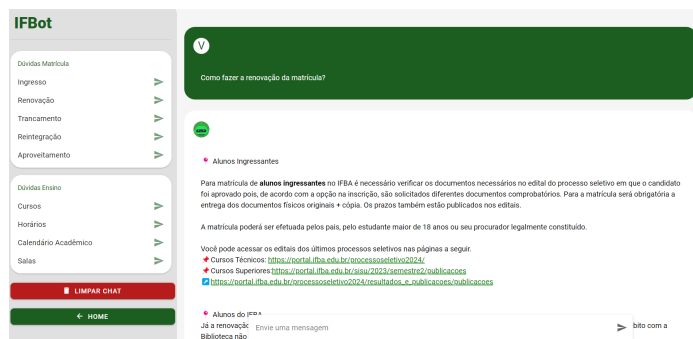 IFBot
Dúvidas Matrícula
Ingresso
Renovação
Trancamento
Reintegração
Aproveitamento
Dúvidas Ensino
Cursos
Horários
Calendário Acadêmico
Salas
LIMPAR CHAT
HOME
V
Como fazer a renovação da matrícula?
Alunos Ingressantes
Para matrícula de alunos ingressantes no IFBA é necessário verificar os documentos necessários no edital do processo seletivo em que o candidato
foi aprovado pois, de acordo com a opção na inscrição, são solicitados diferentes documentos comprobatórios. Para a matrícula será obrigatória a
entrega dos documentos físicos originais + cópia. Os prazos também estão publicados nos editais.
A matrícula poderá ser efetuada pelos pais, pelo estudante maior de 18 anos ou seu procurador legalmente constituído.
Você pode acessar os editais dos últimos processos seletivos nas páginas a seguir.
Cursos Técnicos: https://portal.ifba.edu.br/processoseletivo2024/
Cursos Superiores:https://portal.ifba.edu.br/sisu/2023/semestre2/publicacoes
https://portal.ifba.edu.br/processoseletivo2024/resultados_e_publicacoes/publicacoes
Alunos do IFBA
Já a renovação bito com a
Biblioteca não
Envie uma mensagem